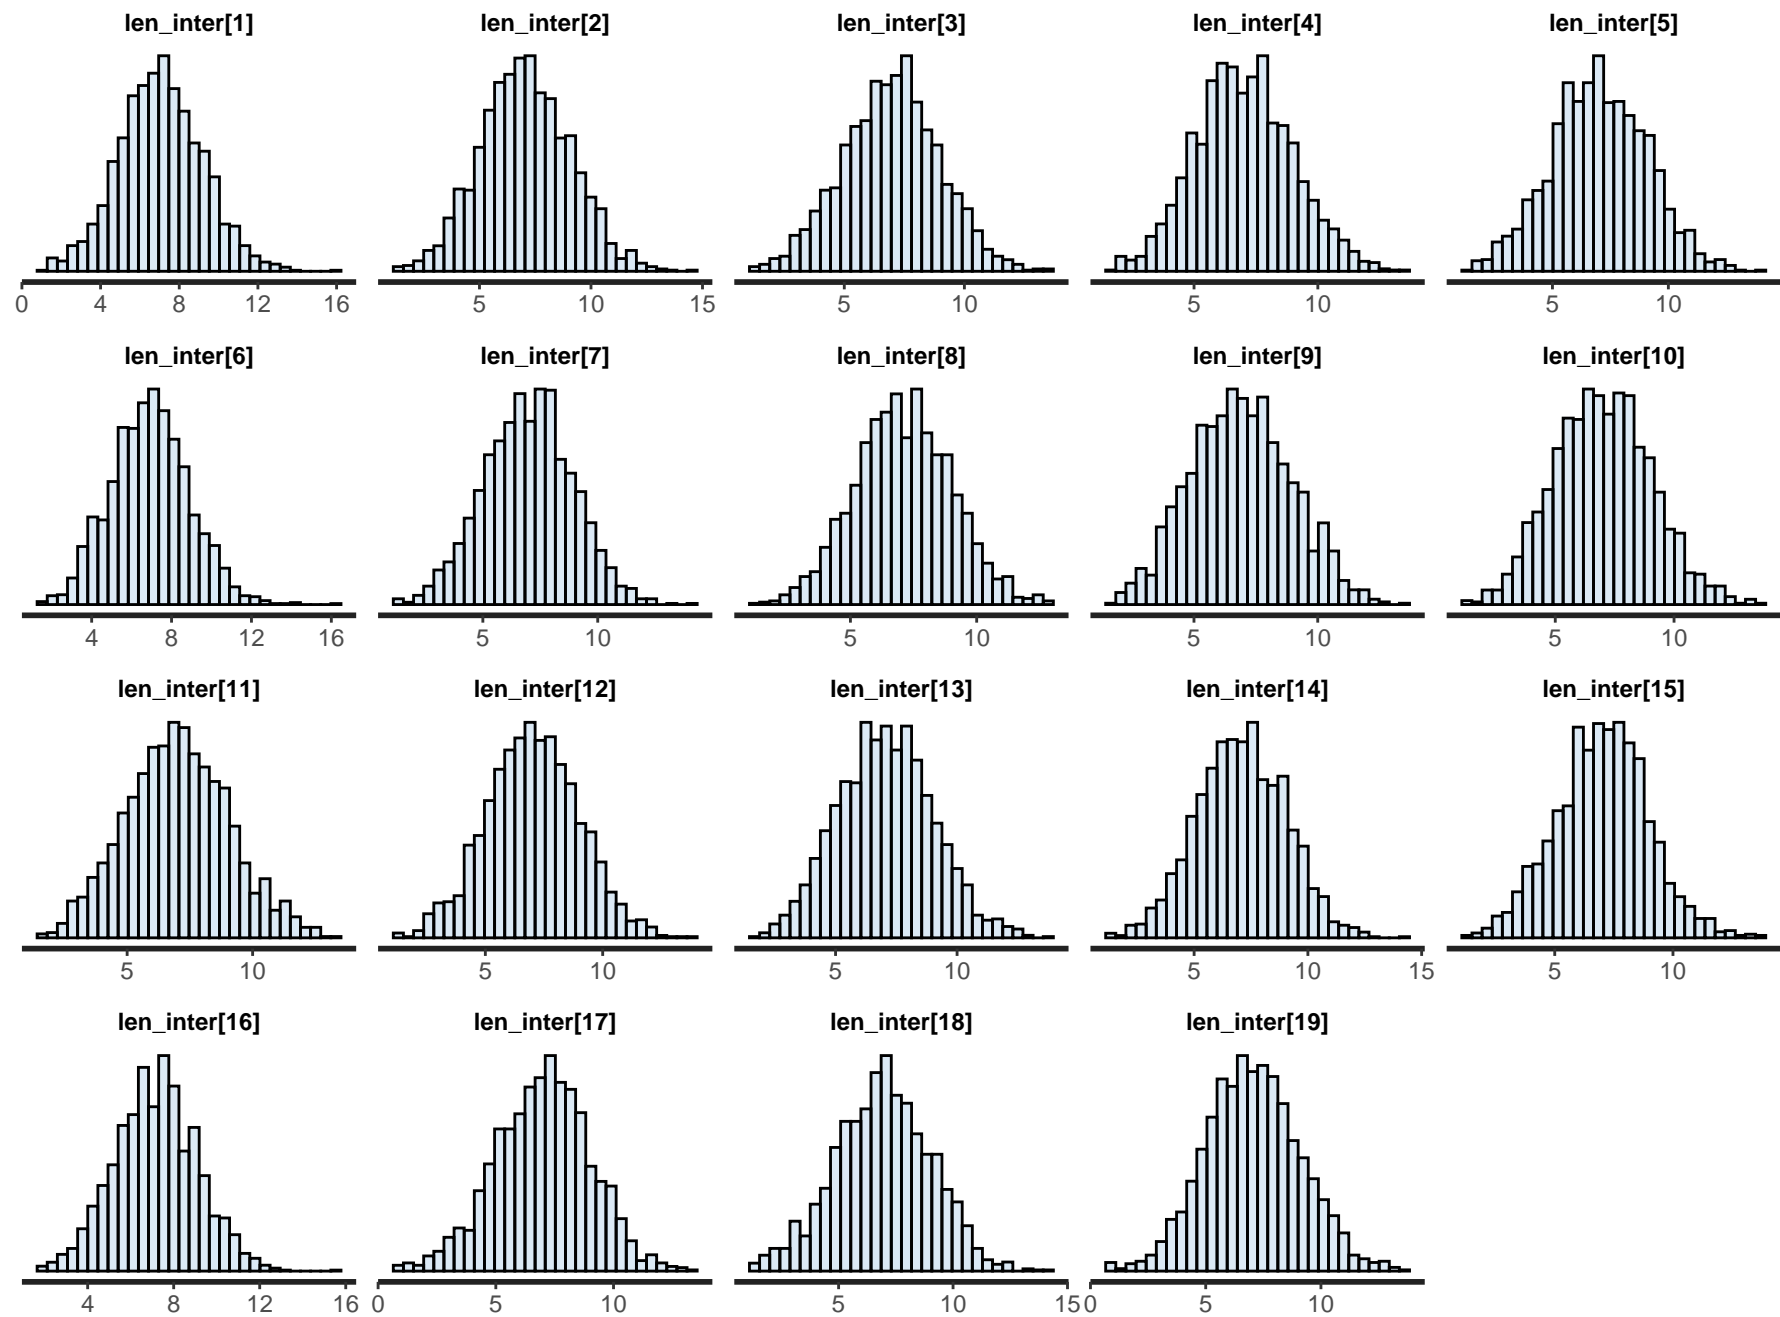 len_inter[1] len_inter[2] len_inter[3] len_inter[4] len_inter[5]
0 4 8 12 16 5 10 15 5 10 5 10 5 10
len_inter[6] len_inter[7] len_inter[8] len_inter[9] len_inter[10]
4 8 12 16 5 10 5 10 5 10 5 10
len_inter[11] len_inter[12] len_inter[13] len_inter[14] len_inter[15]
5 10 5 10 5 10 5 10 15 5 10
len_inter[16] len_inter[17] len_inter[18] len_inter[19]
4 8 12 16 0 5 10 5 10 15 0 5 10